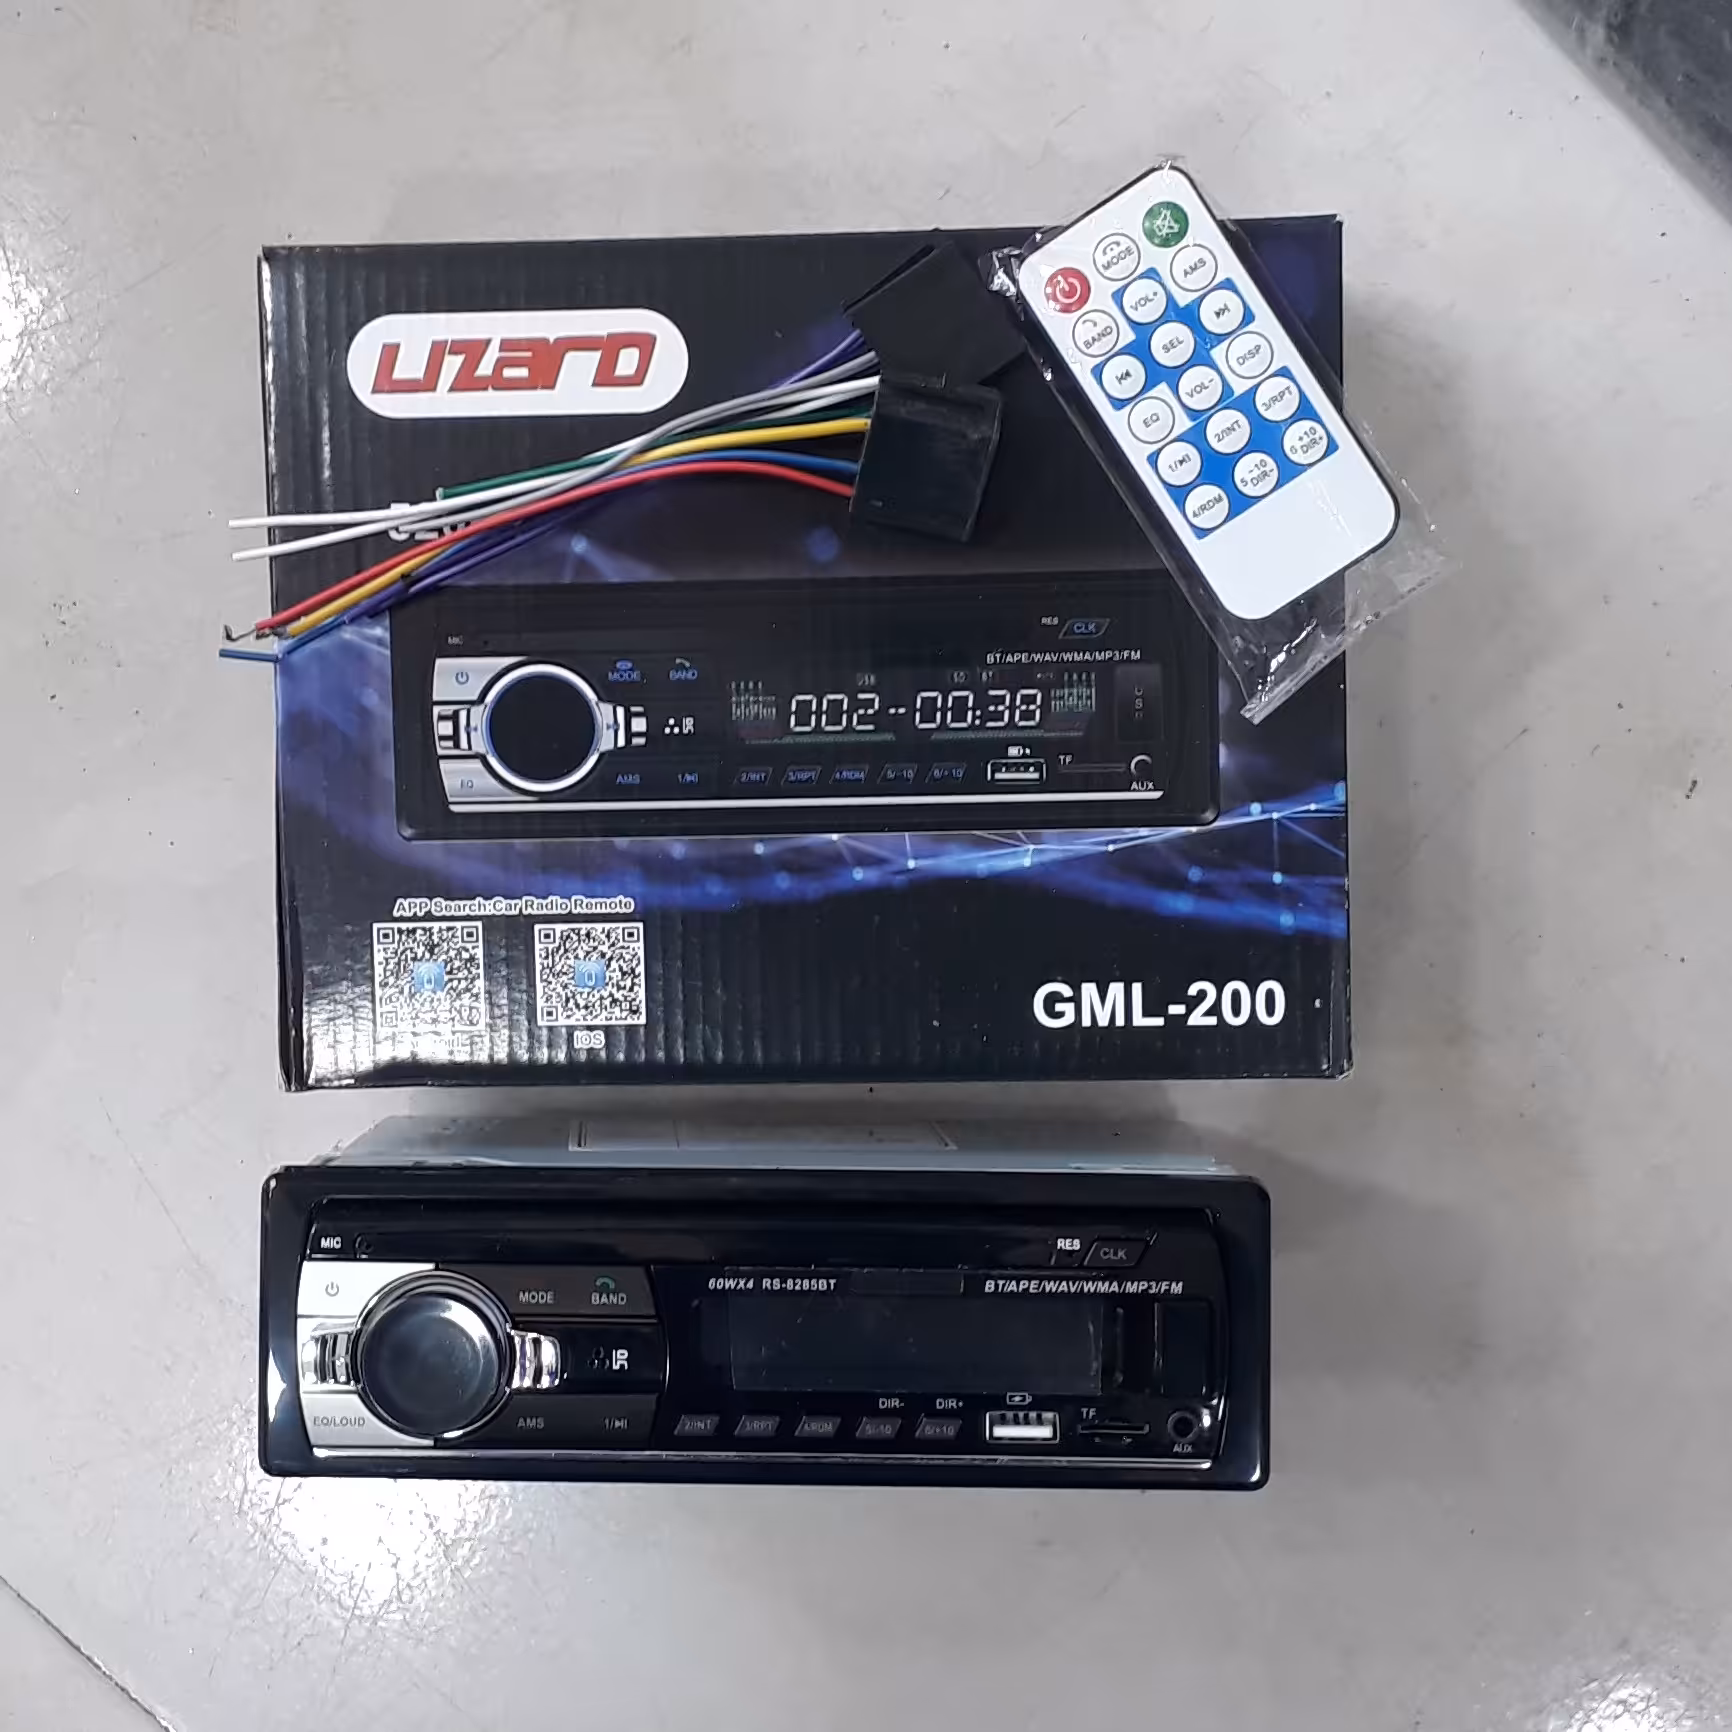 LIZARD
MODE
AMS
BAND
VOL+
SEL
DISP
EQ
VOL-
3/RPT
1/
2/INT
6 +10 DIR+
4/RDM
5 -10 DIR-
MIC
RES CLK
BT/APE/WAV/WMA/MP3/FM
MODE BAND
USB SD BT
002-00:38
USB
EQ AMS 1/ 2/INT 3/RPT 4/RDM 5/-10 6/+10 TF AUX
APP Search:Car Radio Remote
IOS
GML-200
MIC
RES CLK
60WX4 RS-8285BT BT/APE/WAV/WMA/MP3/FM
MODE BAND
DIR- DIR+
EQ/LOUD AMS 1/ 2/INT 3/RPT 4/RDM 5/-10 6/+10 TF AUX